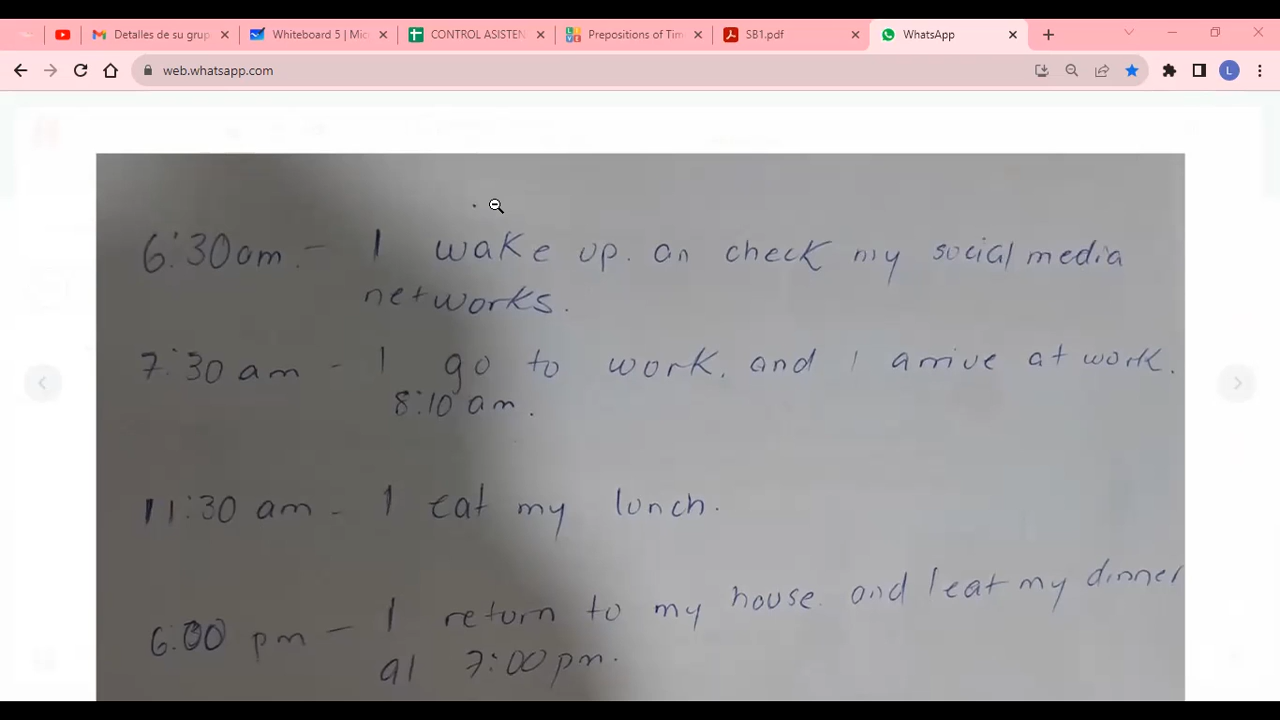 Detalles de su grup
Whiteboard 5 | Mic
CONTROL ASISTEN
Prepositions of Tim
SB1.pdf
WhatsApp
web.whatsapp.com
L
6:30am. - I wake up. an check my social media
networks.
7:30 am - I go to work. and I arrive at work.
8:10 am.
11:30 am - I eat my lunch.
6:00 pm - I return to my house. and I eat my dinner
at 7:00 pm.